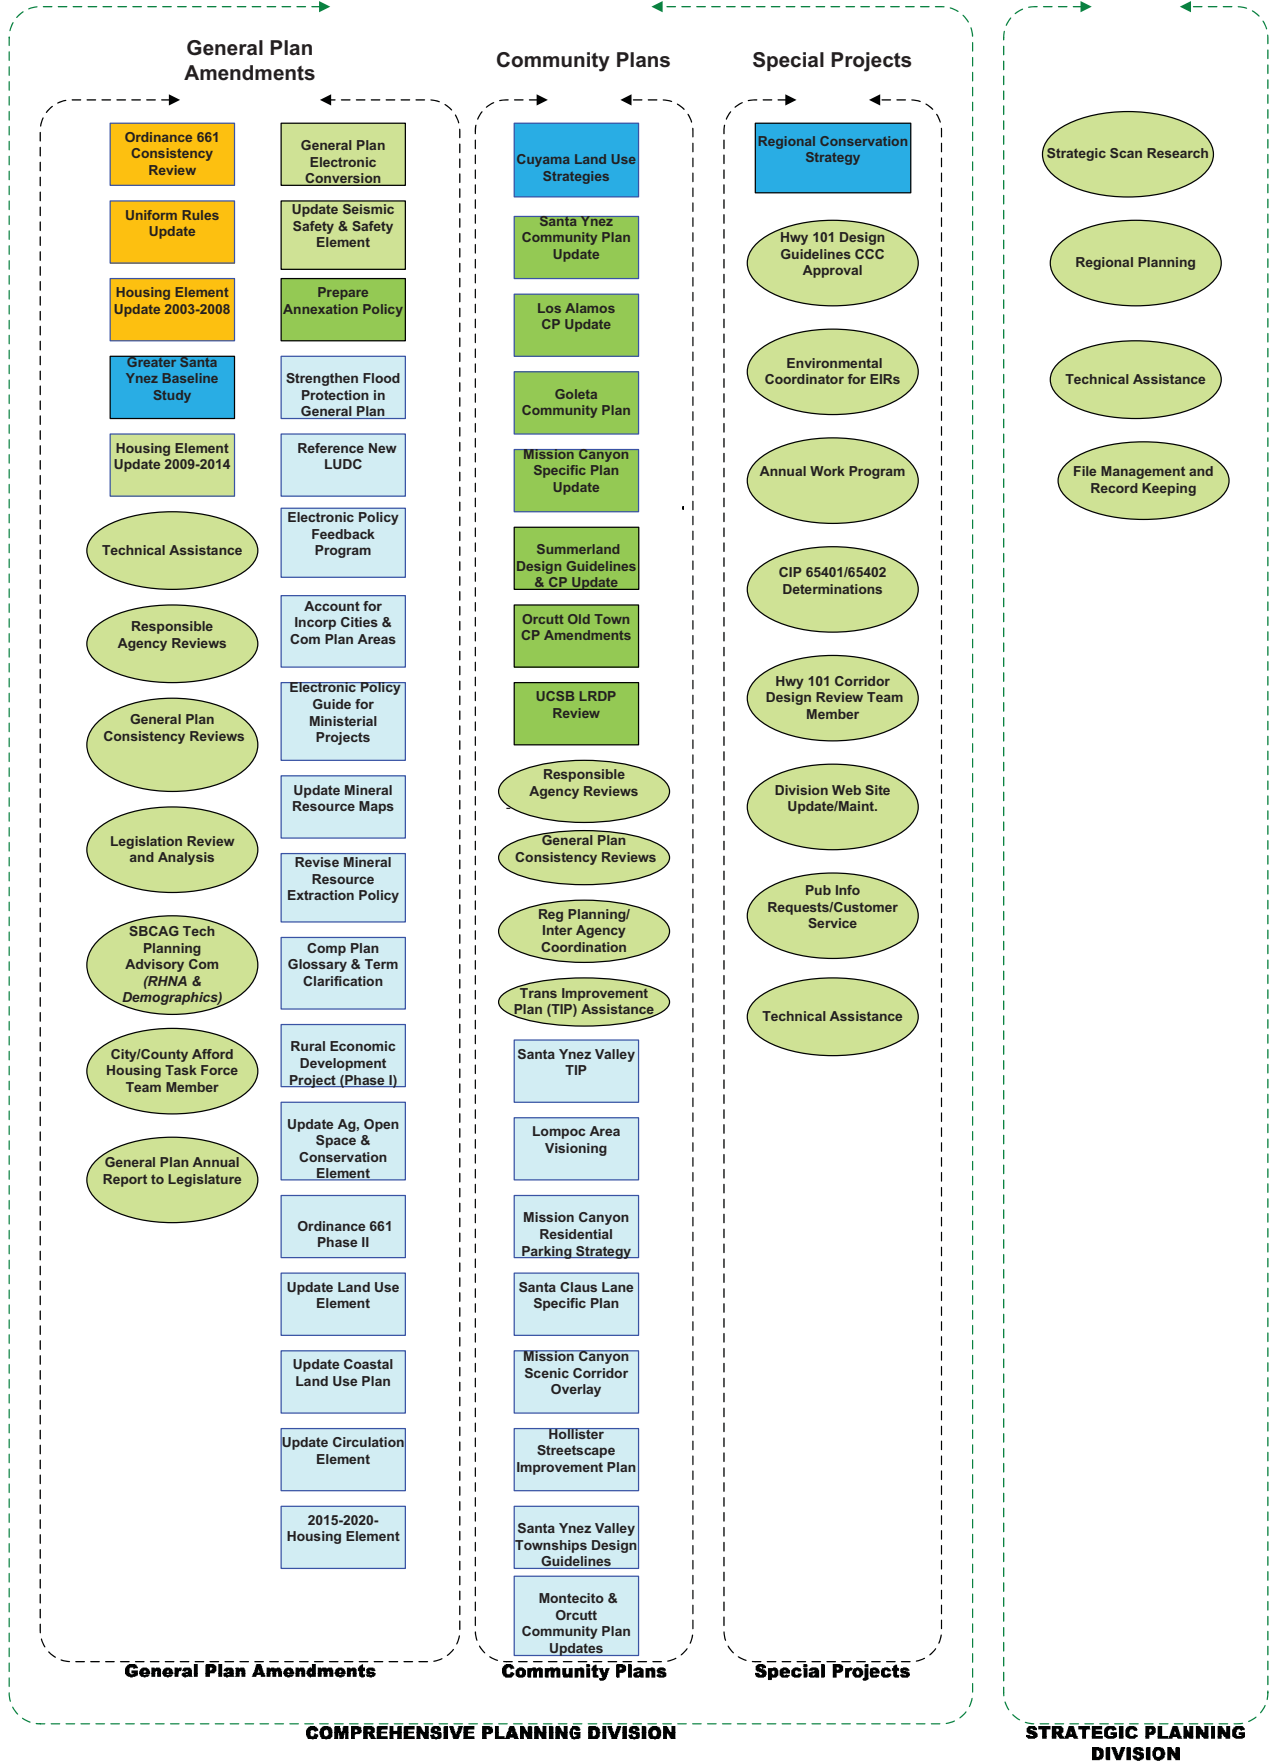 General Plan
Amendments
Ordinance 661
Consistency
Review
Uniform Rules
Update
Housing Element
Update 2003-2008
Greater Santa
Ynez Baseline
Study
Housing Element
Update 2009-2014
Technical Assistance
Responsible
Agency Reviews
General Plan
Consistency Reviews
Legislation Review
and Analysis
SBCAG Tech
Planning
Advisory Com
(RHNA &
Demographics)
City/County Afford
Housing Task Force
Team Member
General Plan Annual
Report to Legislature
General Plan
Electronic
Conversion
Update Seismic
Safety & Safety
Element
Prepare
Annexation Policy
Strengthen Flood
Protection in
General Plan
Reference New
LUDC
Electronic Policy
Feedback
Program
Account for
Incorp Cities &
Com Plan Areas
Electronic Policy
Guide for
Ministerial
Projects
Update Mineral
Resource Maps
Revise Mineral
Resource
Extraction Policy
Comp Plan
Glossary & Term
Clarification
Rural Economic
Development
Project (Phase I)
Update Ag, Open
Space &
Conservation
Element
Ordinance 661
Phase II
Update Land Use
Element
Update Coastal
Land Use Plan
Update Circulation
Element
2015-2020-
Housing Element
General Plan Amendments
Community Plans
Cuyama Land Use
Strategies
Santa Ynez
Community Plan
Update
Los Alamos
CP Update
Goleta
Community Plan
Mission Canyon
Specific Plan
Update
Summerland
Design Guidelines
& CP Update
Orcutt Old Town
CP Amendments
UCSB LRDP
Review
Responsible
Agency Reviews
General Plan
Consistency Reviews
Reg Planning/
Inter Agency
Coordination
Trans Improvement
Plan (TIP) Assistance
Santa Ynez Valley
TIP
Lompoc Area
Visioning
Mission Canyon
Residential
Parking Strategy
Santa Claus Lane
Specific Plan
Mission Canyon
Scenic Corridor
Overlay
Hollister
Streetscape
Improvement Plan
Santa Ynez Valley
Townships Design
Guidelines
Montecito &
Orcutt
Community Plan
Updates
Community Plans
Special Projects
Regional Conservation
Strategy
Hwy 101 Design
Guidelines CCC
Approval
Environmental
Coordinator for EIRs
Annual Work Program
CIP 65401/65402
Determinations
Hwy 101 Corridor
Design Review Team
Member
Division Web Site
Update/Maint.
Pub Info
Requests/Customer
Service
Technical Assistance
Special Projects
COMPREHENSIVE PLANNING DIVISION
Strategic Scan Research
Regional Planning
Technical Assistance
File Management and
Record Keeping
STRATEGIC PLANNING
DIVISION